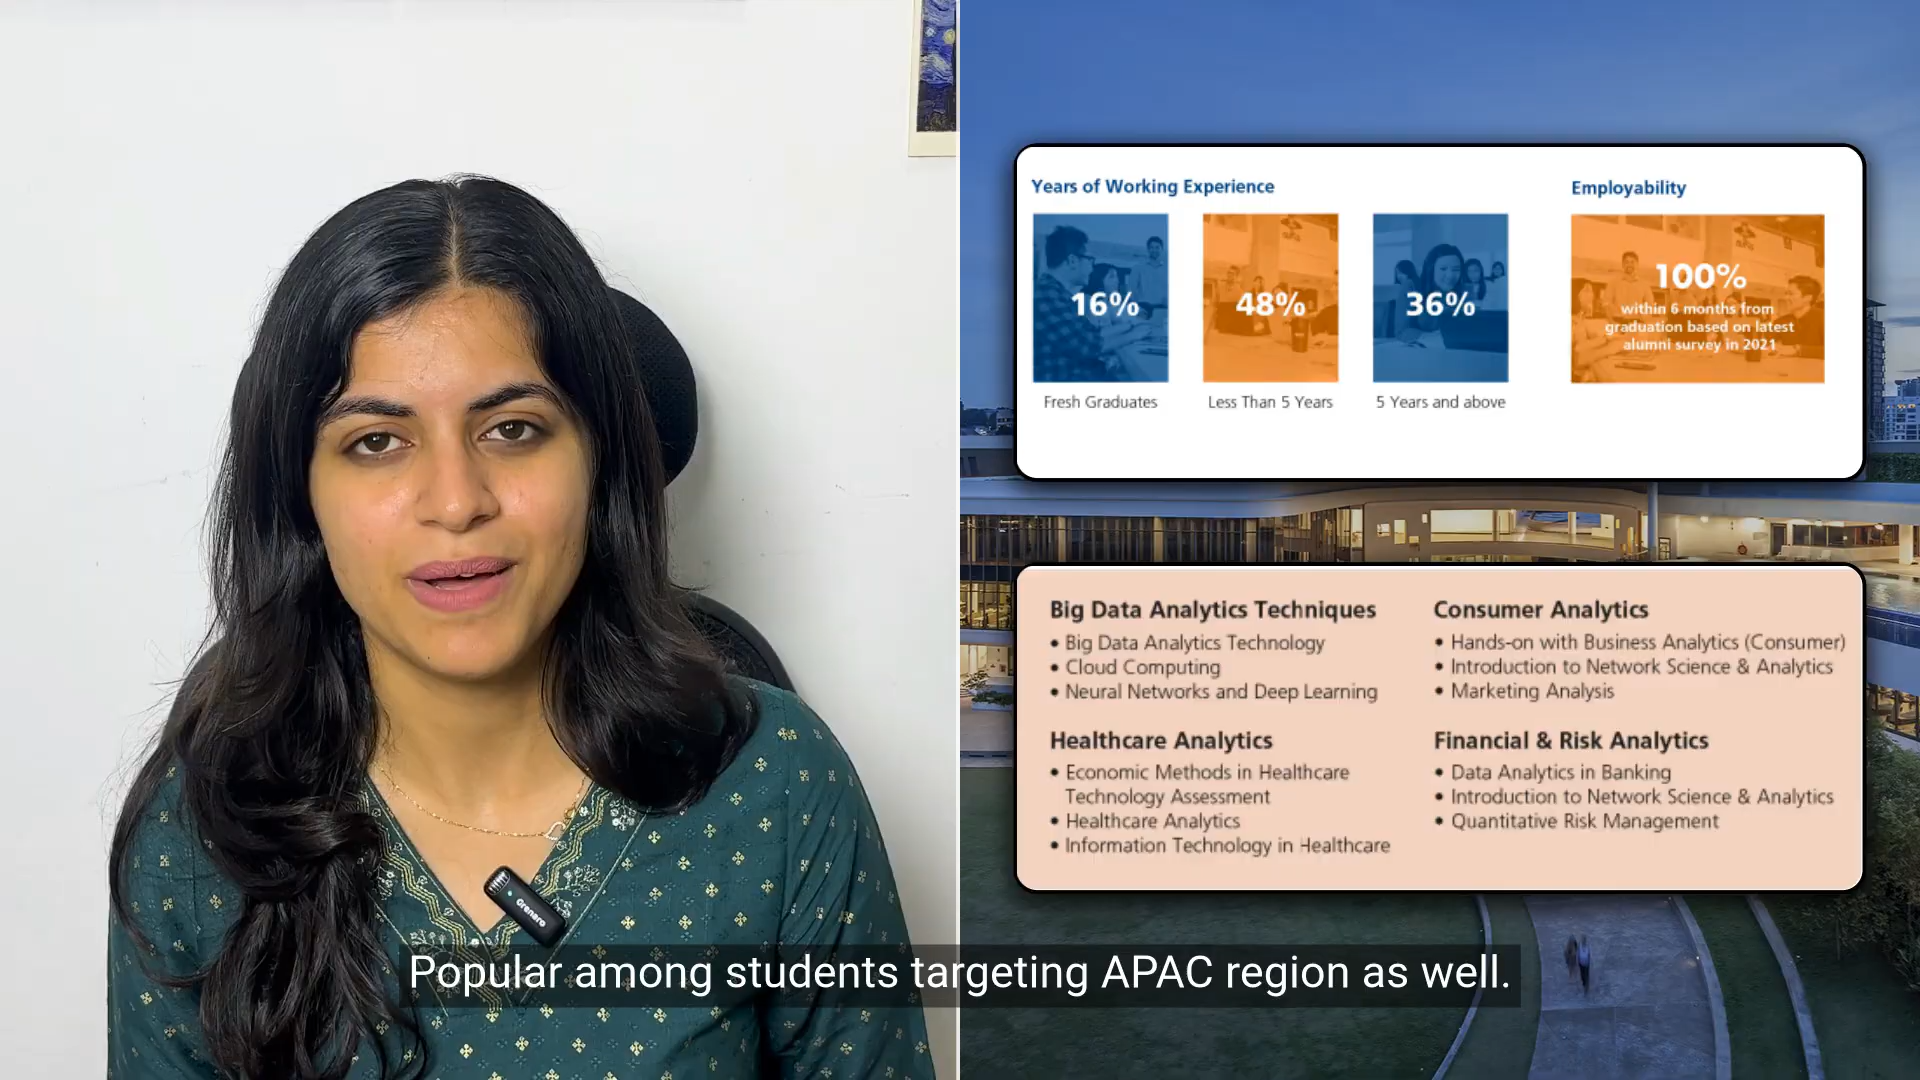 Years of Working Experience
Employability
16%
48%
36%
100%
within 6 months from
graduation based on latest
alumni survey in 2021
Fresh Graduates
Less Than 5 Years
5 Years and above
Big Data Analytics Techniques
• Big Data Analytics Technology
• Cloud Computing
• Neural Networks and Deep Learning
Consumer Analytics
• Hands-on with Business Analytics (Consumer)
• Introduction to Network Science & Analytics
• Marketing Analysis
Healthcare Analytics
• Economic Methods in Healthcare
Technology Assessment
• Healthcare Analytics
• Information Technology in Healthcare
Financial & Risk Analytics
• Data Analytics in Banking
• Introduction to Network Science & Analytics
• Quantitative Risk Management
Grenaro
Popular among students targeting APAC region as well.